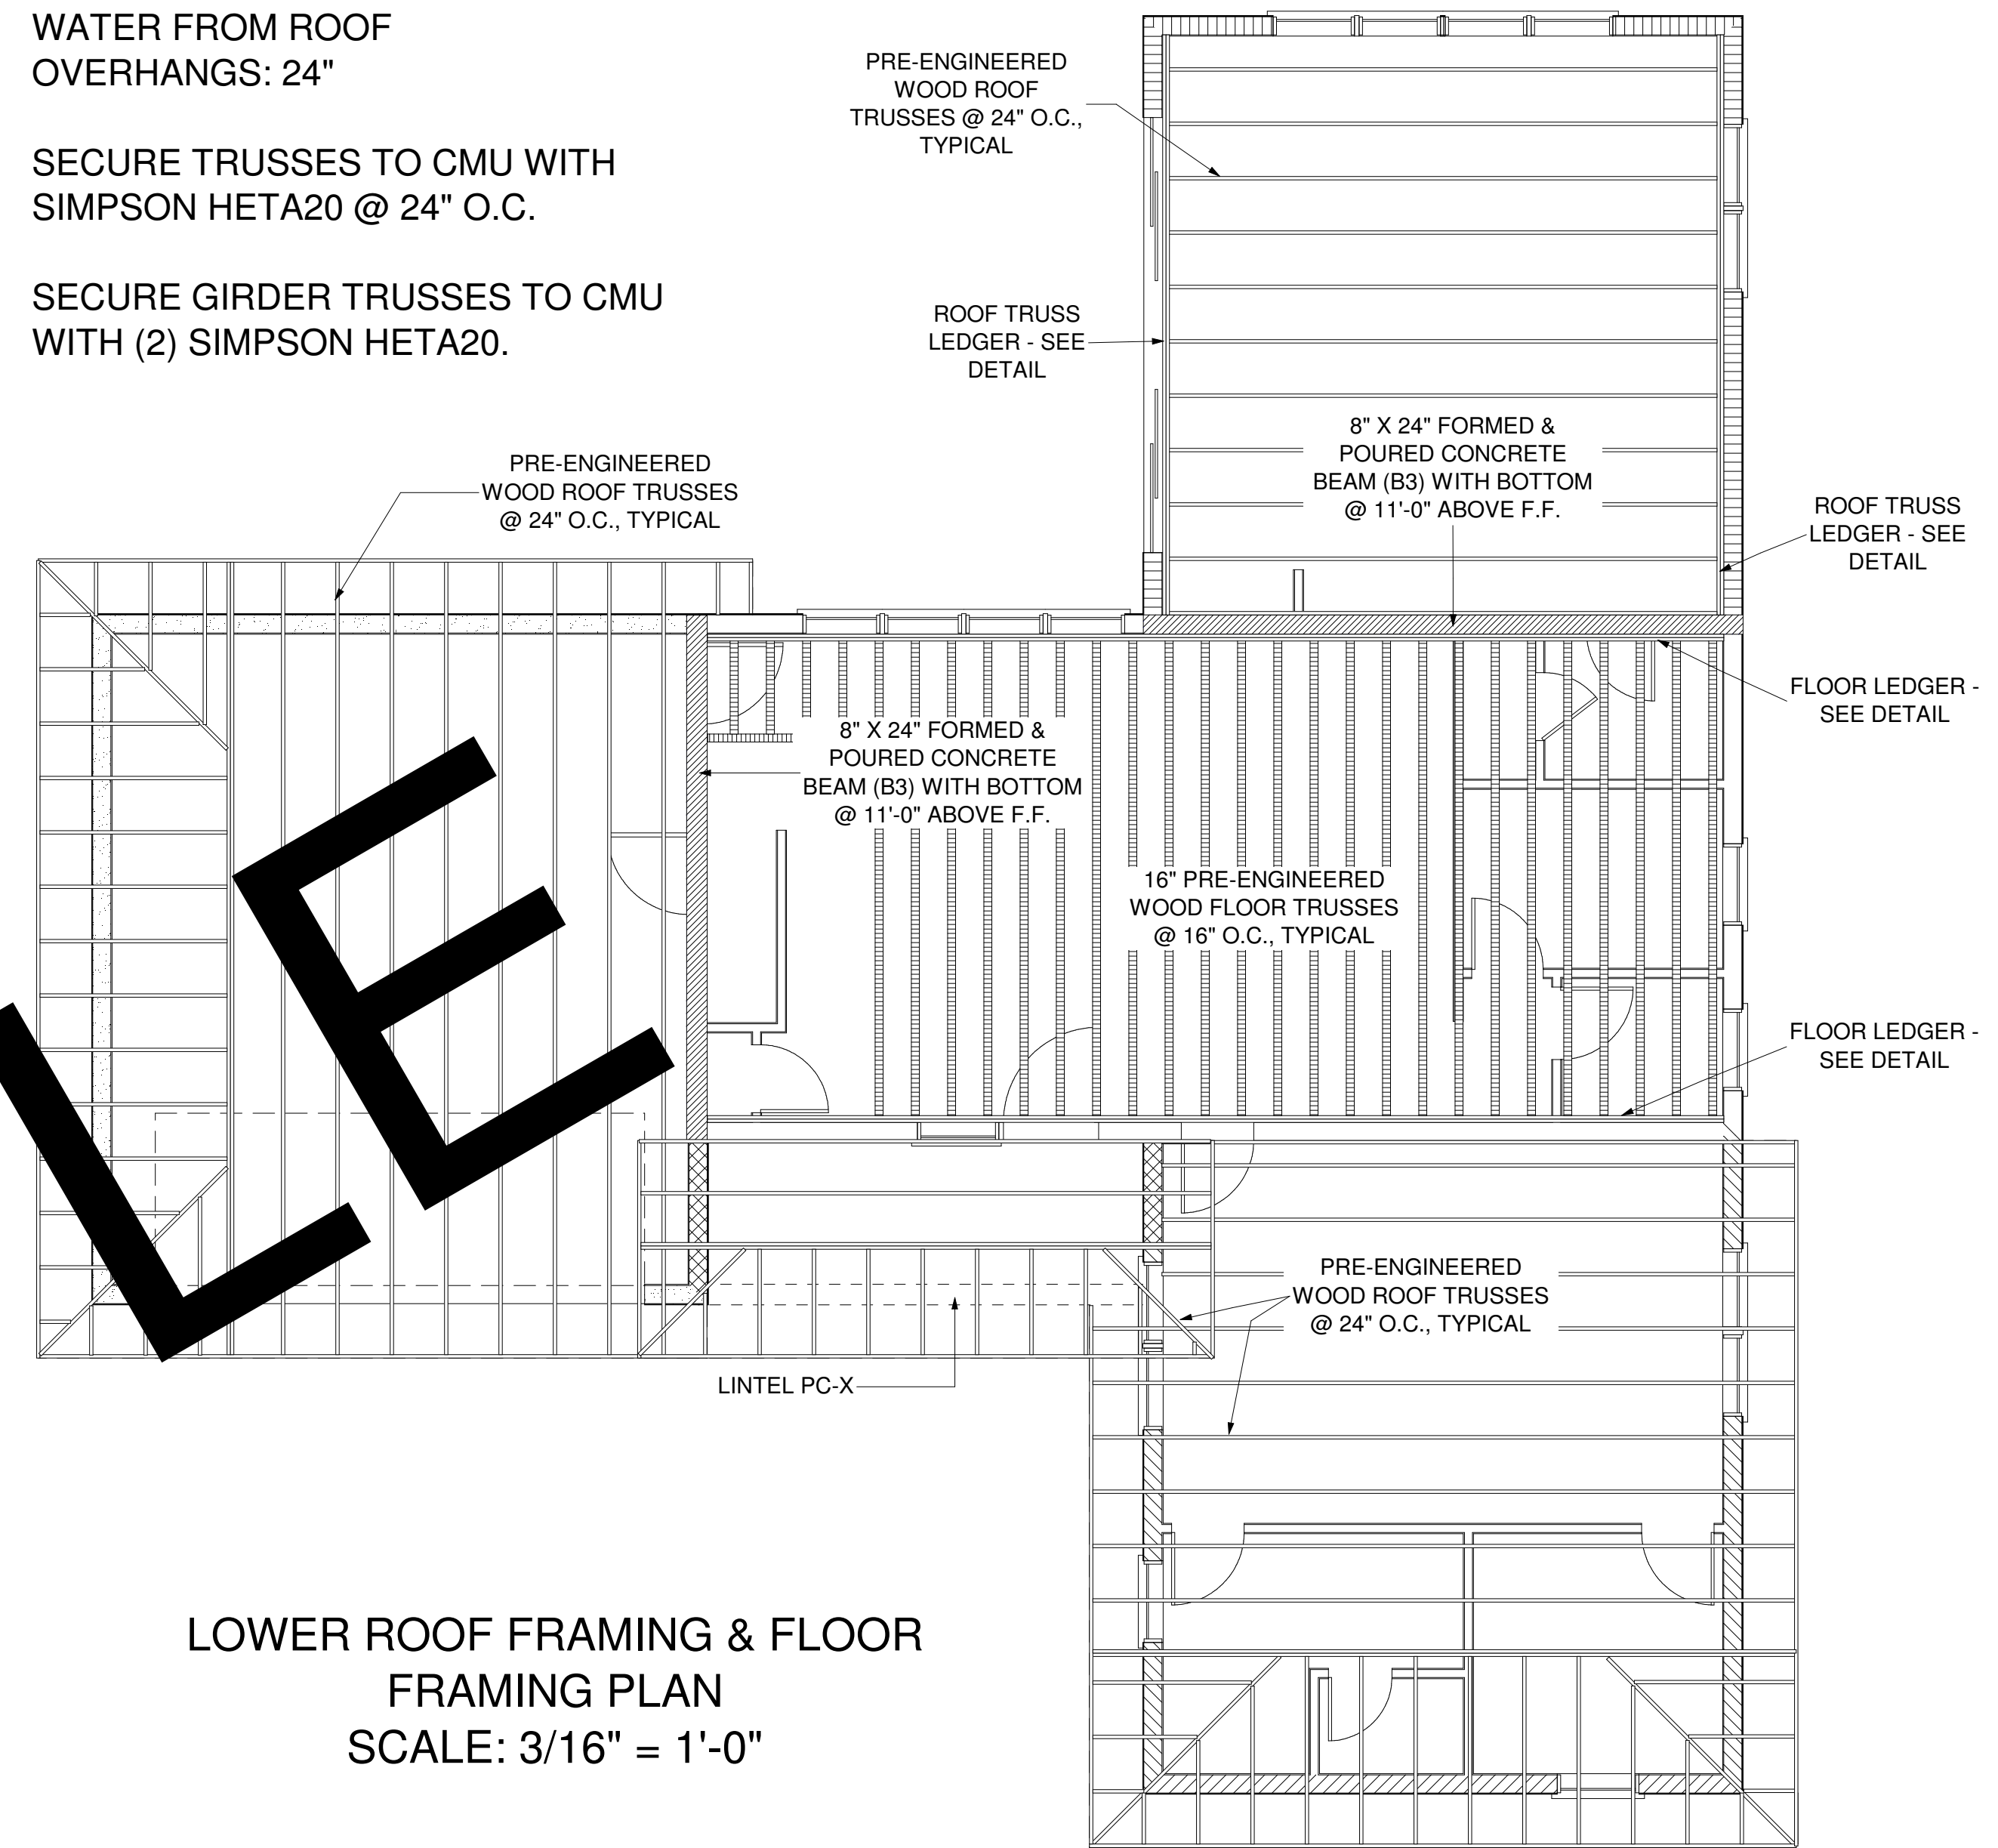 WATER FROM ROOF
OVERHANGS: 24"
SECURE TRUSSES TO CMU WITH
SIMPSON HETA20 @ 24" O.C.
SECURE GIRDER TRUSSES TO CMU
WITH (2) SIMPSON HETA20.
PRE-ENGINEERED
WOOD ROOF
TRUSSES @ 24" O.C.,
TYPICAL
ROOF TRUSS
LEDGER - SEE
DETAIL
8" X 24" FORMED &
POURED CONCRETE
BEAM (B3) WITH BOTTOM
@ 11'-0" ABOVE F.F.
PRE-ENGINEERED
WOOD ROOF TRUSSES
@ 24" O.C., TYPICAL
ROOF TRUSS
LEDGER - SEE
DETAIL
FLOOR LEDGER -
SEE DETAIL
8" X 24" FORMED &
POURED CONCRETE
BEAM (B3) WITH BOTTOM
@ 11'-0" ABOVE F.F.
16" PRE-ENGINEERED
WOOD FLOOR TRUSSES
@ 16" O.C., TYPICAL
FLOOR LEDGER -
SEE DETAIL
LE
PRE-ENGINEERED
WOOD ROOF TRUSSES
@ 24" O.C., TYPICAL
LINTEL PC-X
LOWER ROOF FRAMING & FLOOR
FRAMING PLAN
SCALE: 3/16" = 1'-0"